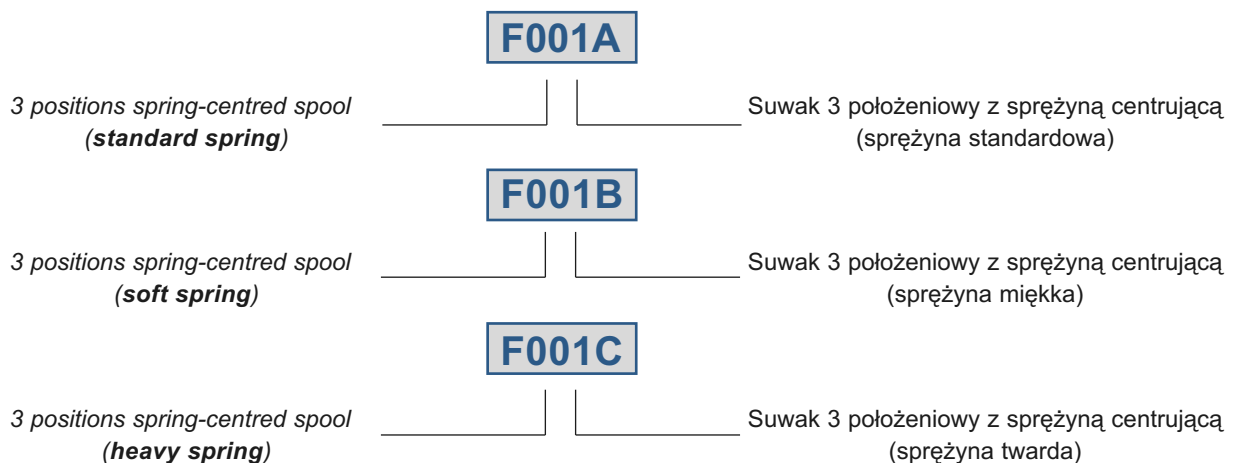 F001A
3 positions spring-centred spool
(standard spring)
Suwak 3 położeniowy z sprężyną centrującą
(sprężyna standardowa)
F001B
3 positions spring-centred spool
(soft spring)
Suwak 3 położeniowy z sprężyną centrującą
(sprężyna miękka)
F001C
3 positions spring-centred spool
(heavy spring)
Suwak 3 położeniowy z sprężyną centrującą
(sprężyna twarda)